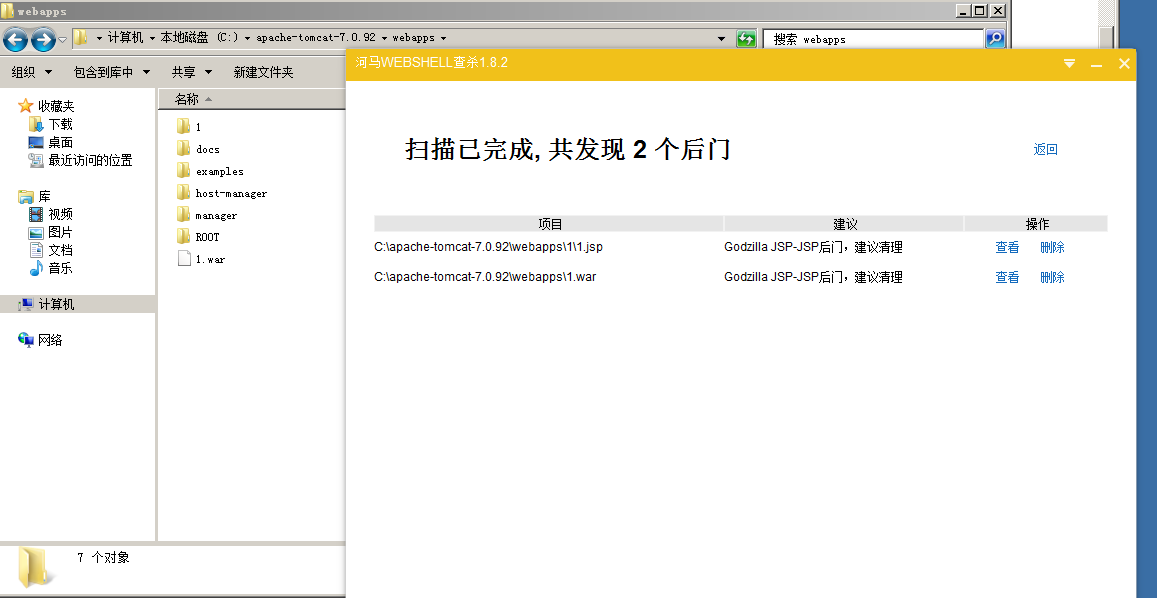 webapps
计算机 本地磁盘 (C:) apache-tomcat-7.0.92 webapps
搜索 webapps
组织 包含到库中 共享 新建文件夹
收藏夹
下载
桌面
最近访问的位置
库
视频
图片
文档
音乐
计算机
网络
名称
1
docs
examples
host-manager
manager
ROOT
1.war
7 个对象
河马WEBSHELL查杀1.8.2
扫描已完成, 共发现 2 个后门
返回
项目 建议 操作
C:\apache-tomcat-7.0.92\webapps\1\1.jsp Godzilla JSP-JSP后门，建议清理 查看 删除
C:\apache-tomcat-7.0.92\webapps\1.war Godzilla JSP-JSP后门，建议清理 查看 删除